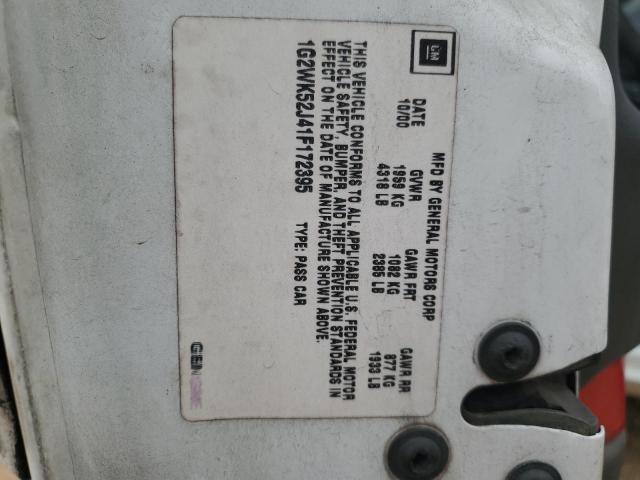 GM
MFD BY GENERAL MOTORS CORP
DATE GVWR GAWR FRT GAWR RR
10/00 1959 KG 1082 KG 877 KG
4318 LB 2385 LB 1933 LB
THIS VEHICLE CONFORMS TO ALL APPLICABLE U.S. FEDERAL MOTOR
VEHICLE SAFETY, BUMPER, AND THEFT PREVENTION STANDARDS IN
EFFECT ON THE DATE OF MANUFACTURE SHOWN ABOVE.
1G2WK52J41F172395 TYPE: PASS CAR